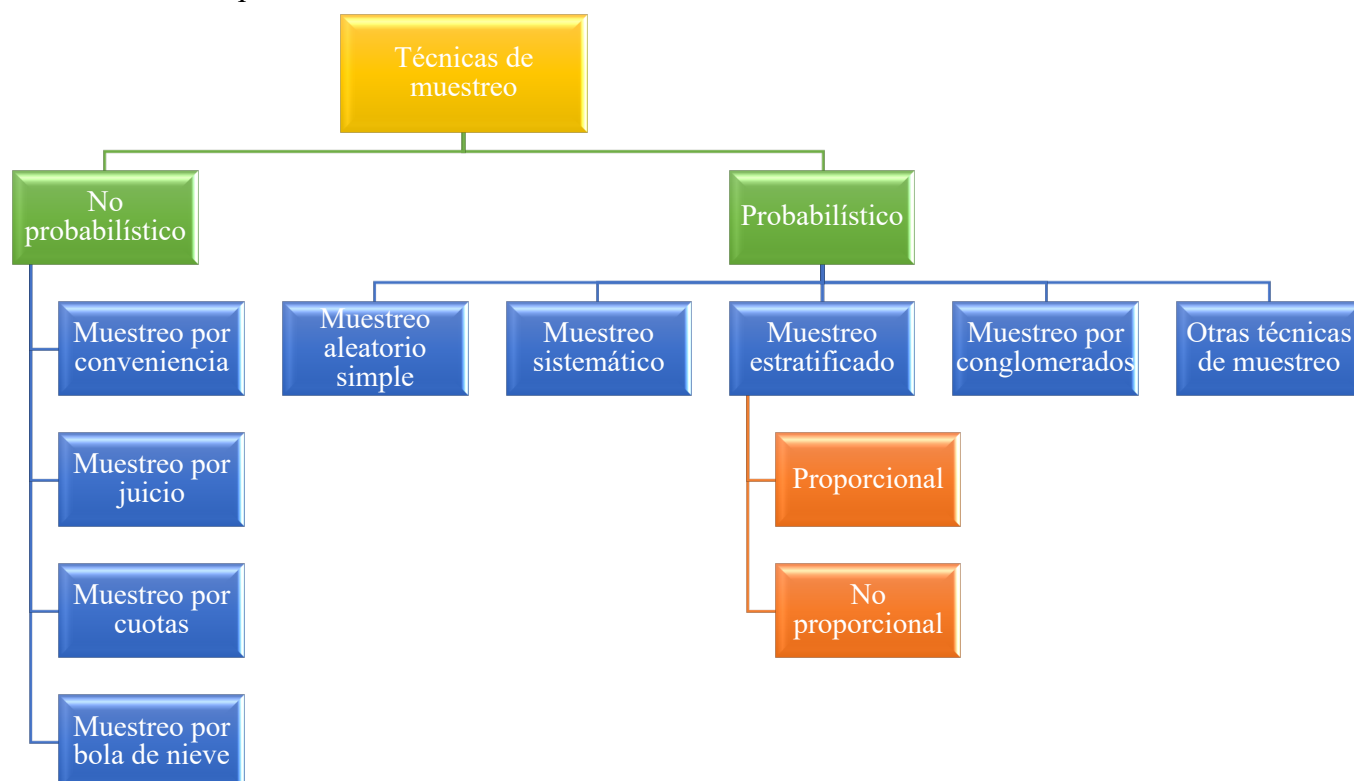 Técnicas de
muestreo
No
probabilístico
Probabilístico
Muestreo por
conveniencia
Muestreo
aleatorio
simple
Muestreo
sistemático
Muestreo
estratificado
Muestreo por
conglomerados
Otras técnicas
de muestreo
Muestreo por
juicio
Proporcional
Muestreo por
cuotas
No
proporcional
Muestreo por
bola de nieve